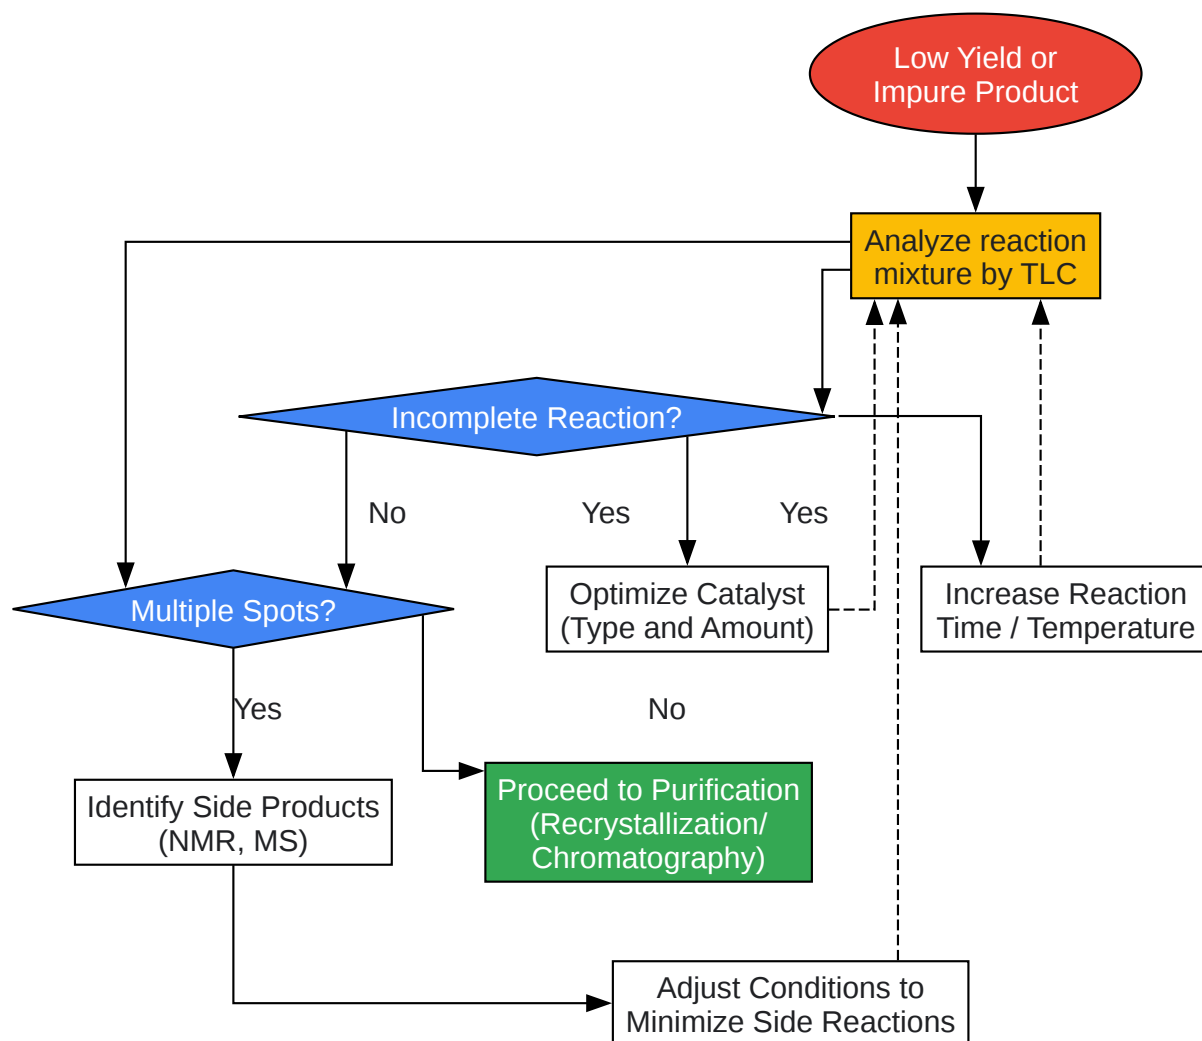 Low Yield or
Impure Product
Analyze reaction
mixture by TLC
Incomplete Reaction?
No
Yes
Yes
Multiple Spots?
Optimize Catalyst
(Type and Amount)
Increase Reaction
Time / Temperature
Yes
No
Identify Side Products
(NMR, MS)
Proceed to Purification
(Recrystallization/
Chromatography)
Adjust Conditions to
Minimize Side Reactions